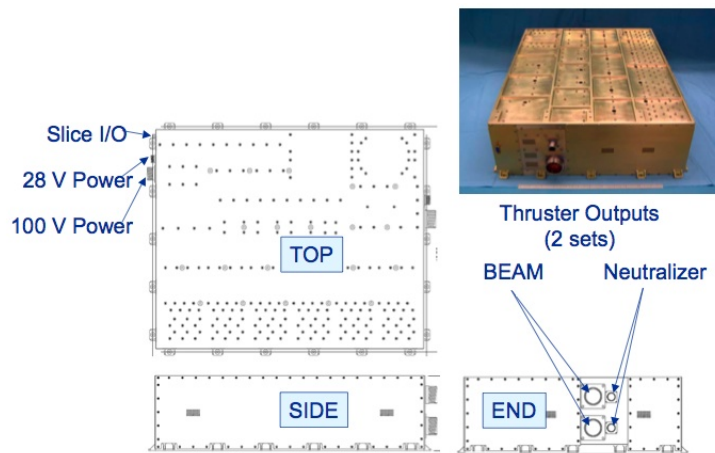 Slice I/O
28 V Power
100 V Power
TOP
Thruster Outputs
(2 sets)
BEAM
Neutralizer
SIDE
END